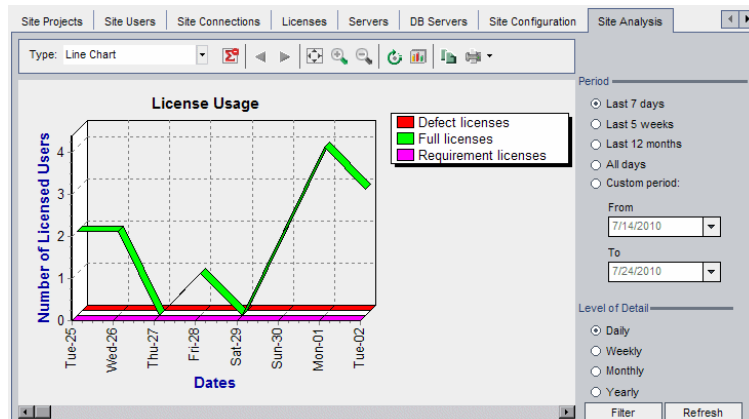 Site Projects Site Users Site Connections Licenses Servers DB Servers Site Configuration Site Analysis
Type: Line Chart
License Usage
Defect licenses
Full licenses
Requirement licenses
Number of Licensed Users
4
3
2
1
0
Tue-25
Wed-26
Thu-27
Fri-28
Sat-29
Sun-30
Mon-01
Tue-02
Dates
Period
Last 7 days
Last 5 weeks
Last 12 months
All days
Custom period:
From
7/14/2010
To
7/24/2010
Level of Detail
Daily
Weekly
Monthly
Yearly
Filter Refresh